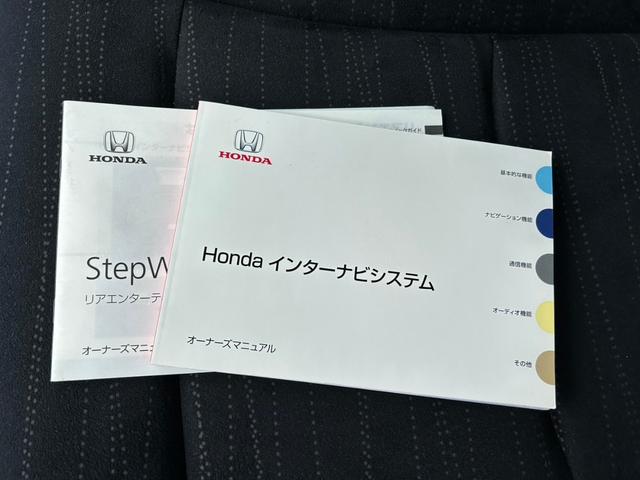 HONDA
StepW
リアエンターテ
オーナーズマニュ
HONDA
Honda インターナビシステム
オーナーズマニュアル
基本的な機能
ナビゲーション機能
通信機能
オーディオ機能
その他